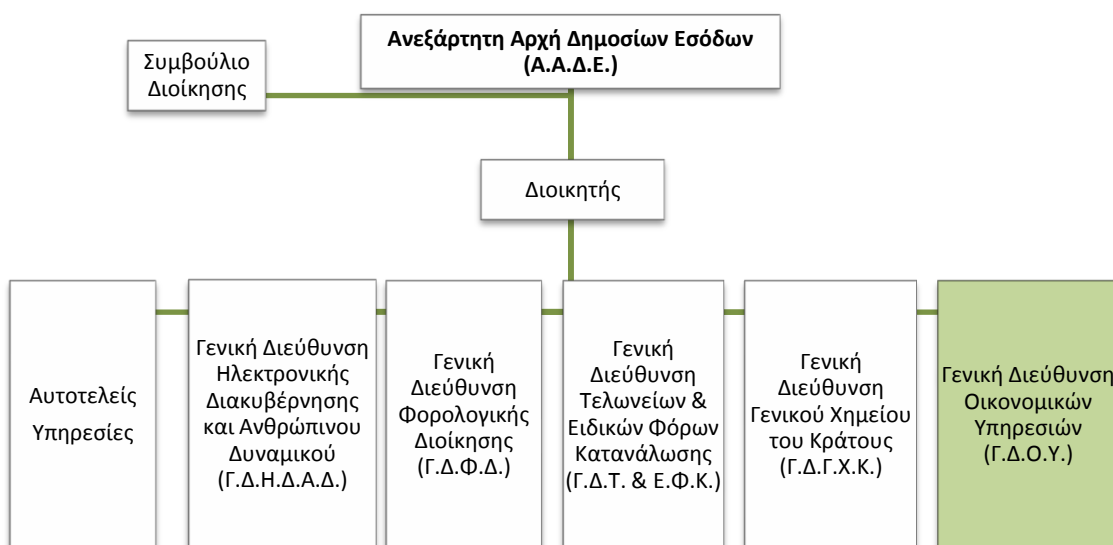 Ανεξάρτητη Αρχή Δημοσίων Εσόδων
(Α.Α.Δ.Ε.)
Συμβούλιο
Διοίκησης
Διοικητής
Αυτοτελείς
Υπηρεσίες
Γενική Διεύθυνση
Ηλεκτρονικής
Διακυβέρνησης
και Ανθρώπινου
Δυναμικού
(Γ.Δ.Η.Δ.Α.Δ.)
Γενική
Διεύθυνση
Φορολογικής
Διοίκησης
(Γ.Δ.Φ.Δ.)
Γενική
Διεύθυνση
Τελωνείων &
Ειδικών Φόρων
Κατανάλωσης
(Γ.Δ.Τ. & Ε.Φ.Κ.)
Γενική
Διεύθυνση
Γενικού Χημείου
του Κράτους
(Γ.Δ.Γ.Χ.Κ.)
Γενική Διεύθυνση
Οικονομικών
Υπηρεσιών
(Γ.Δ.Ο.Υ.)